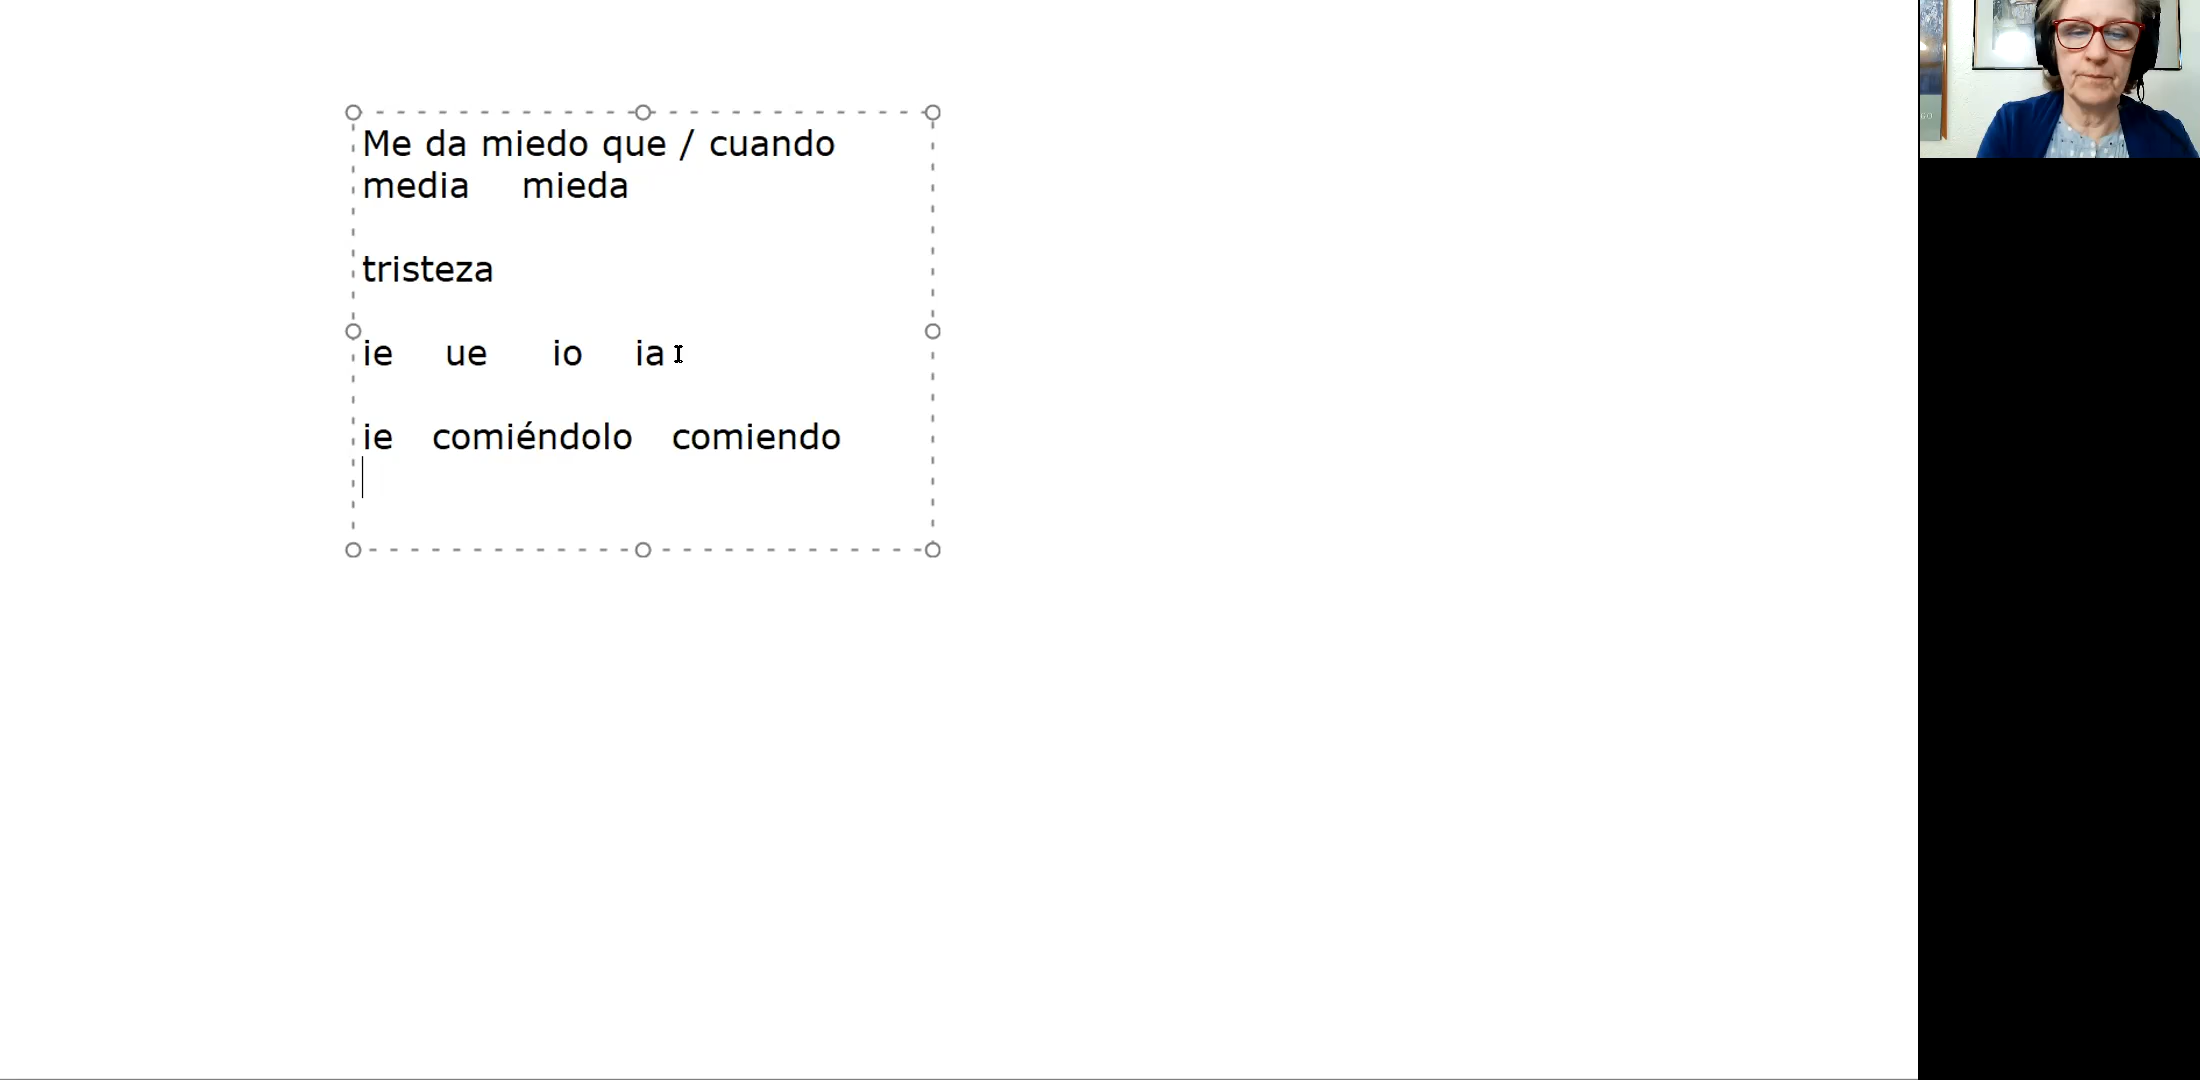 Me da miedo que / cuando
media mieda
tristeza
ie ue io ia
ie comiéndolo comiendo